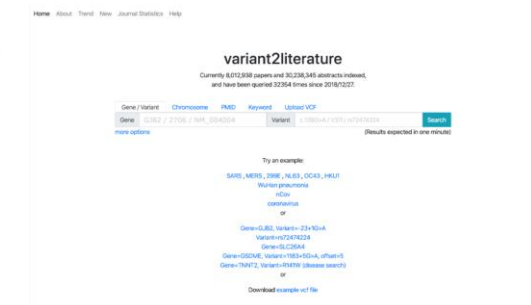 Home About Trend New Journal Statistics Help
variant2literature
Currently 8,012,938 papers and 30,238,345 abstracts indexed,
and have been queried 32354 times since 2018/12/27.
Gene / Variant Chromosome PMID Keyword Upload VCF
Gene GJB2 / 2706 / NM_004004 Variant Search
more options (Results expected in one minute)
Try an example:
SARS , MERS , 299E , NL63 , OC43 , HKU1
WuHan pneumonia
nCov
coronavirus
or
Gene=GJB2, Variant=-23+1G>A
Variant=rs72474224
Gene=SLC26A4
Gene=GSDME, Variant=1183+5G>A, offset=5
Gene=TNNT2, Variant=R141W (disease search)
or
Download example vcf file